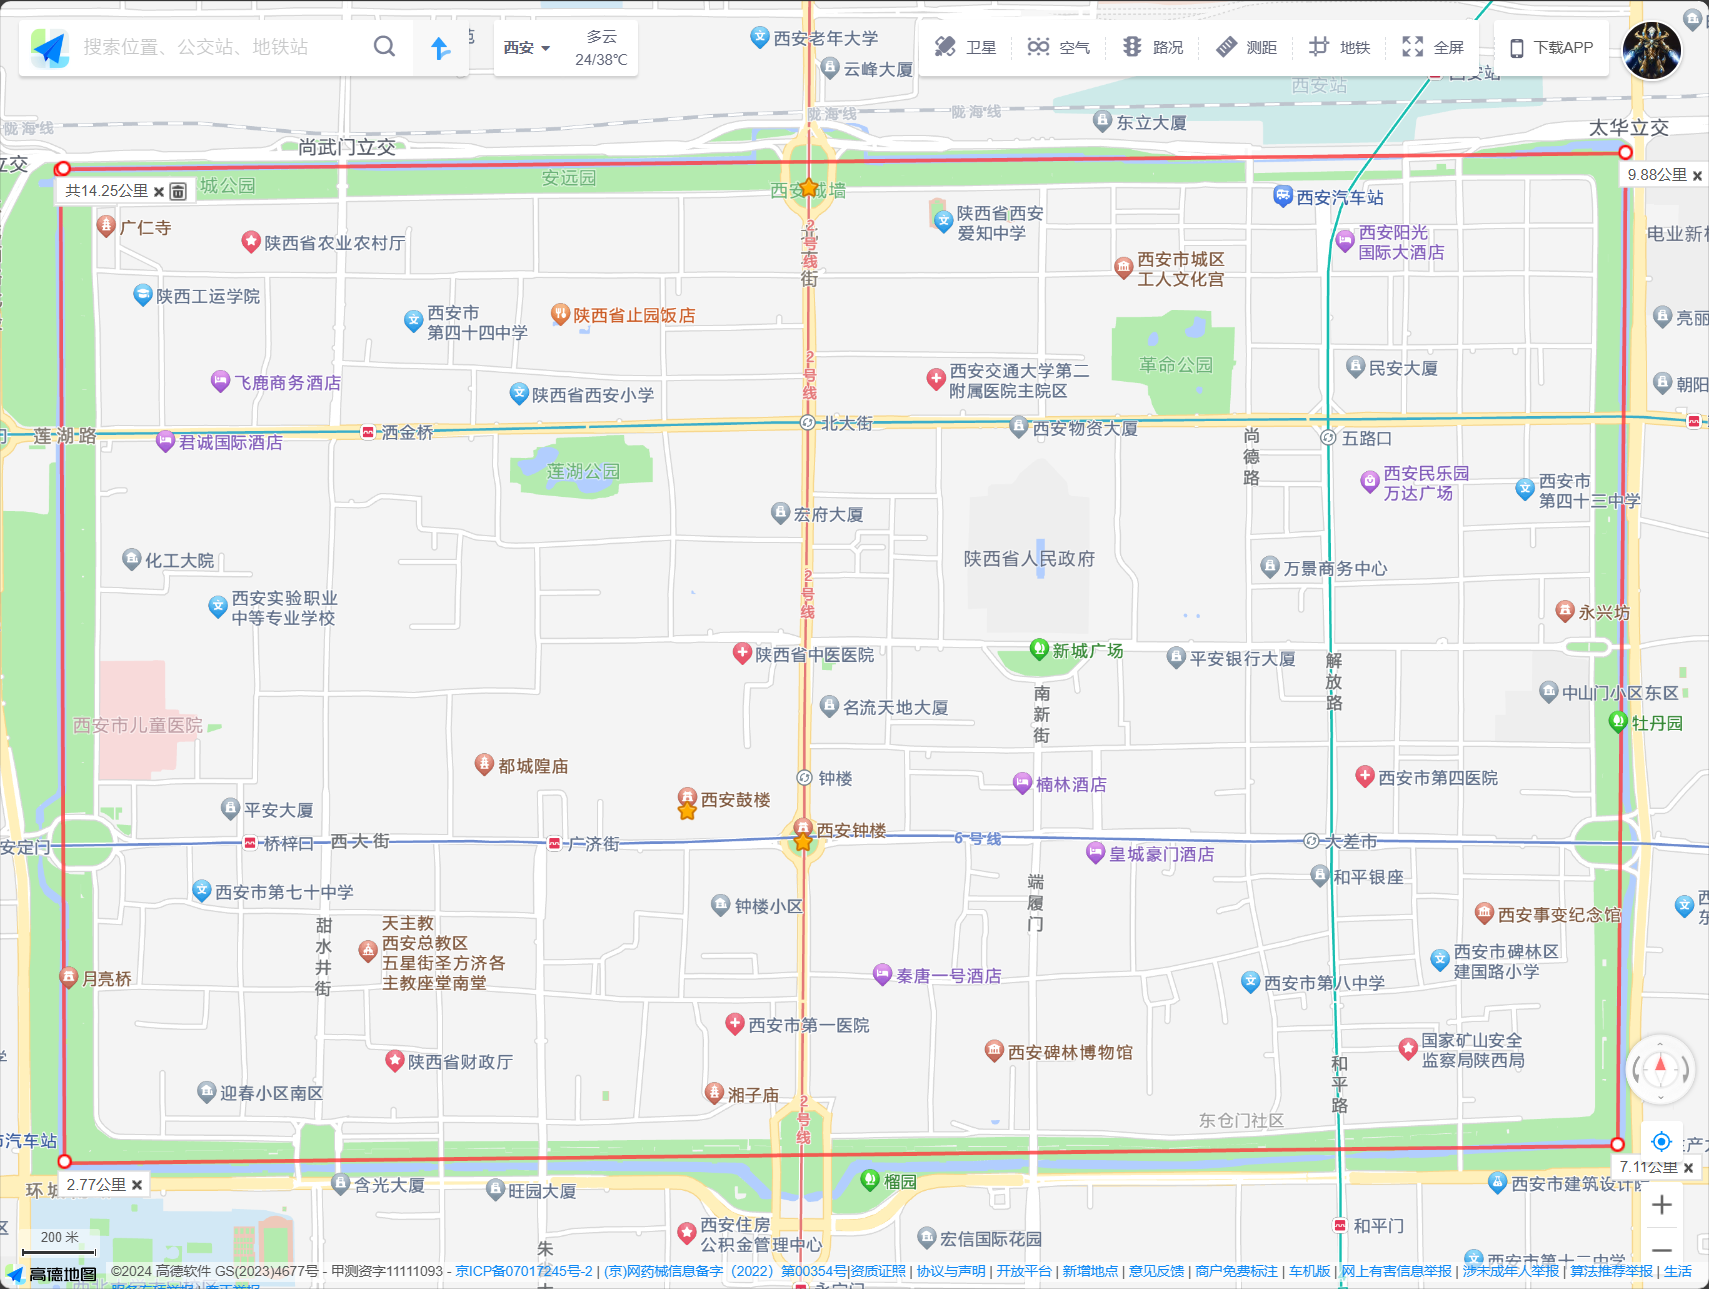 搜索位置、公交站、地铁站
西安
多云
24/38℃
卫星
空气
路况
测距
地铁
全屏
下载APP
西安老年大学
云峰大厦
西安站
西安站
陇海线
陇海线
陇海线
东立大厦
太华立交
尚武门立交
立交
共14.25公里
城公园
安远园
西安城墙
9.88公里
西安汽车站
广仁寺
陕西省农业农村厅
陕西省西安
爱知中学
西安阳光
国际大酒店
电业新村
2号线
北大街
西安市城区
工人文化宫
陕西工运学院
西安市
第四十四中学
陕西省止园饭店
亮丽
2号线
革命公园
民安大厦
飞鹿商务酒店
陕西省西安小学
西安交通大学第二
附属医院主院区
朝阳
莲湖路
洒金桥
北大街
西安物资大厦
尚德路
五路口
君诚国际酒店
莲湖公园
西安民乐园
万达广场
西安市
第四十三中学
宏府大厦
陕西省人民政府
化工大院
万景商务中心
2号线
西安实验职业
中等专业学校
永兴坊
陕西省中医医院
新城广场
平安银行大厦
解放路
南新街
中山门小区东区
名流天地大厦
西安市儿童医院
牡丹园
都城隍庙
钟楼
楠林酒店
西安市第四医院
西安鼓楼
平安大厦
西安钟楼
安定门
桥梓口
西大街
广济街
6号线
大差市
皇城豪门酒店
和平银座
西安市第七十中学
端履门
钟楼小区
西安事变纪念馆
甜水井街
天主教
西安总教区
五星街圣方济各
主教座堂南堂
西安市碑林区
建国路小学
月亮桥
秦唐一号酒店
西安市第八中学
西安市第一医院
国家矿山安全
监察局陕西局
陕西省财政厅
西安碑林博物馆
和平路
迎春小区南区
湘子庙
2号线
东仓门社区
汽车站
7.11公里
2.77公里
环城
含光大厦
旺园大厦
榴园
西安市建筑设计院
西安住房
公积金管理中心
宏信国际花园
和平门
朱
200 米
西安市第十二中学
高德地图
©2024 高德软件 GS(2023)4677号 - 甲测资字11111093 - 京ICP备07017245号-2 | (京)网药械信息备字（2022）第00354号|资质证照 | 协议与声明 | 开放平台 | 新增地点 | 意见反馈 | 商户免费标注 | 车机版 | 网上有害信息举报 | 涉未成年人举报 | 算法推荐举报 | 生活
永宁门